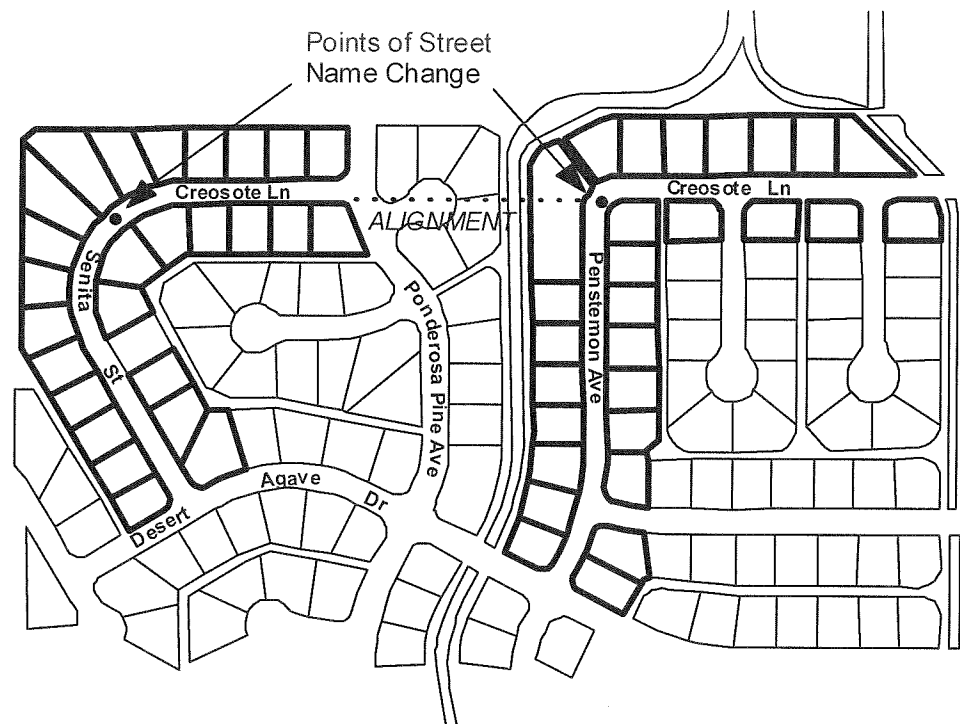 Points of Street
Name Change
Creosote Ln
Creosote Ln
ALIGNMENT
Senita St
Ponderosa Pine Ave
Penstemon Ave
Desert Agave Dr